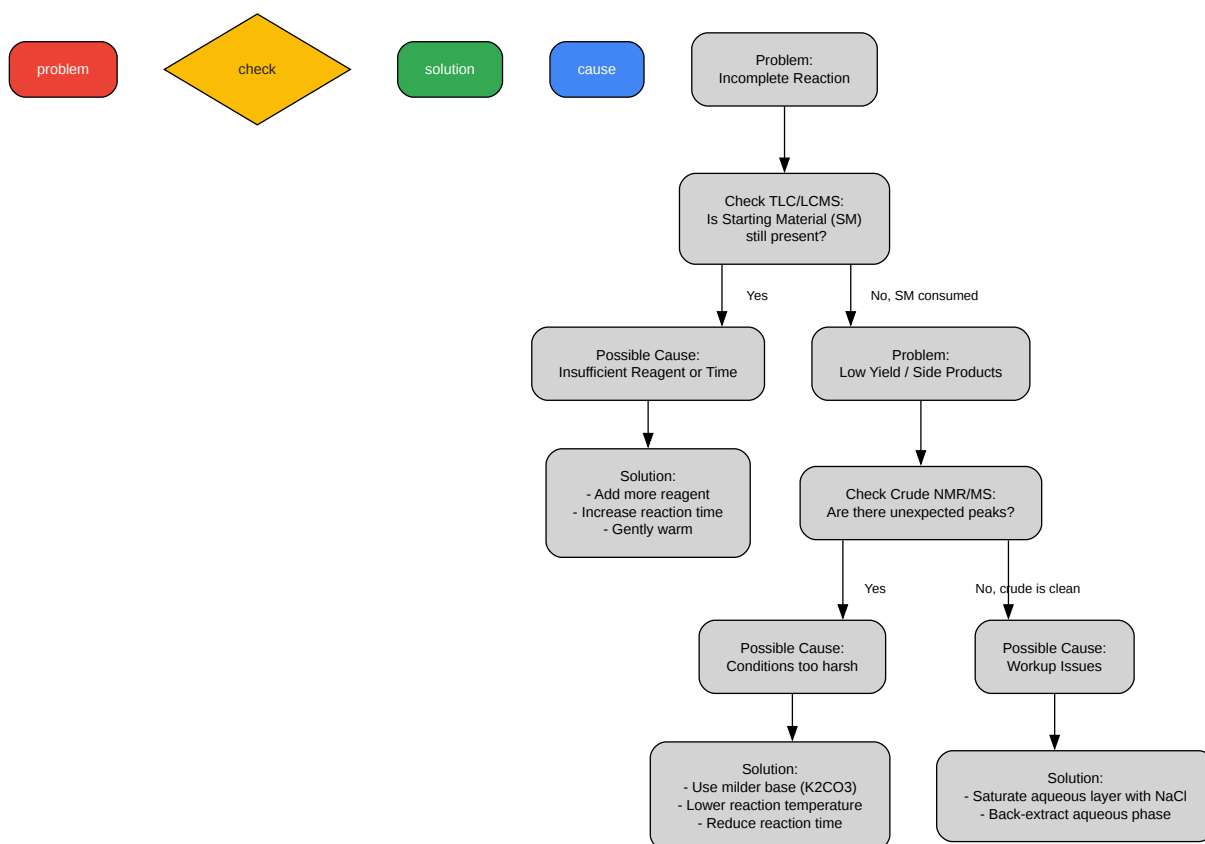 problem
check
solution
cause
Problem:
Incomplete Reaction
Check TLC/LCMS:
Is Starting Material (SM)
still present?
Yes
No, SM consumed
Possible Cause:
Insufficient Reagent or Time
Problem:
Low Yield / Side Products
Solution:
- Add more reagent
- Increase reaction time
- Gently warm
Check Crude NMR/MS:
Are there unexpected peaks?
Yes
No, crude is clean
Possible Cause:
Conditions too harsh
Possible Cause:
Workup Issues
Solution:
- Use milder base (K2CO3)
- Lower reaction temperature
- Reduce reaction time
Solution:
- Saturate aqueous layer with NaCl
- Back-extract aqueous phase